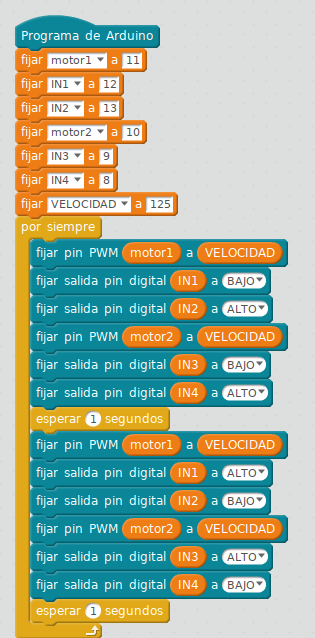 Programa de Arduino
fijar motor1 a 11
fijar IN1 a 12
fijar IN2 a 13
fijar motor2 a 10
fijar IN3 a 9
fijar IN4 a 8
fijar VELOCIDAD a 125
por siempre
fijar pin PWM motor1 a VELOCIDAD
fijar salida pin digital IN1 a BAJO
fijar salida pin digital IN2 a ALTO
fijar pin PWM motor2 a VELOCIDAD
fijar salida pin digital IN3 a BAJO
fijar salida pin digital IN4 a ALTO
esperar 1 segundos
fijar pin PWM motor1 a VELOCIDAD
fijar salida pin digital IN1 a ALTO
fijar salida pin digital IN2 a BAJO
fijar pin PWM motor2 a VELOCIDAD
fijar salida pin digital IN3 a ALTO
fijar salida pin digital IN4 a BAJO
esperar 1 segundos